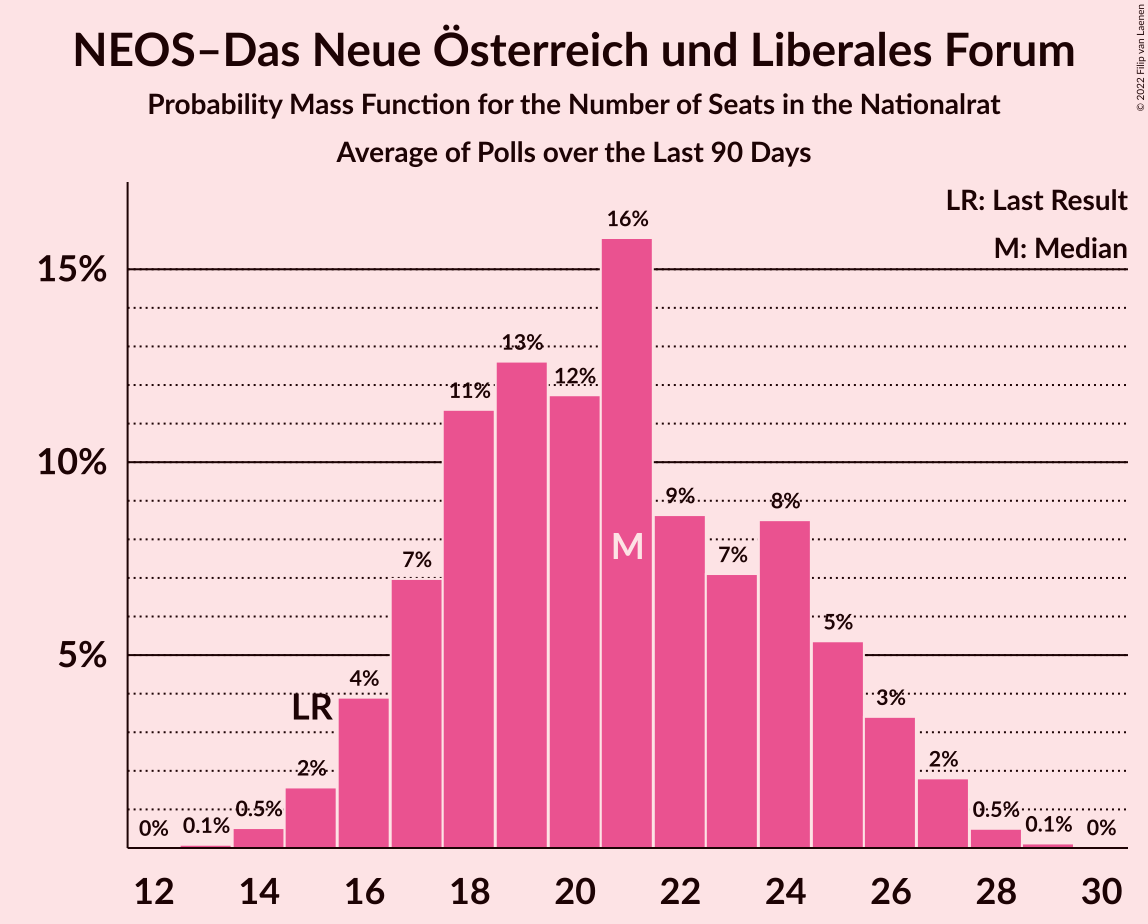 NEOS–Das Neue Österreich und Liberales Forum
Probability Mass Function for the Number of Seats in the Nationalrat
Average of Polls over the Last 90 Days
© 2022 Filip van Laenen
LR: Last Result
M: Median
15%
10%
5%
0%
0.1%
0.5%
2%
LR
4%
7%
11%
13%
12%
16%
M
9%
7%
8%
5%
3%
2%
0.5%
0.1%
0%
12 14 16 18 20 22 24 26 28 30